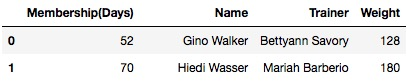 Membership(Days) Name Trainer Weight
0 52 Gino Walker Bettyann Savory 128
1 70 Hiedi Wasser Mariah Barberio 180